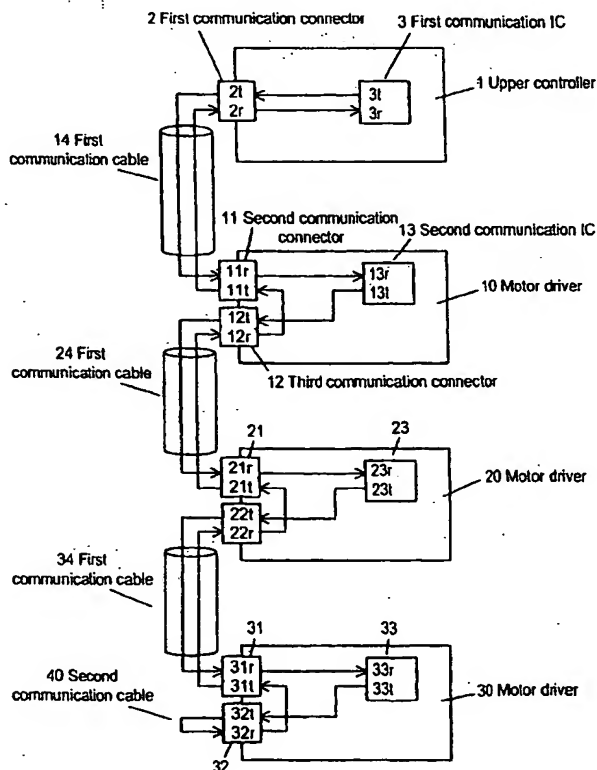 2 First communication connector
3 First communication IC
2t
2r
3t
3r
1 Upper controller
14 First
communication cable
11 Second communication
connector
13 Second communication IC
11r
11t
13r
13t
12t
12r
10 Motor driver
24 First
communication cable
12 Third communication connector
21
23
21r
21t
23r
23t
22t
22r
20 Motor driver
34 First
communication cable
31
33
31r
31t
33r
33t
32t
32r
30 Motor driver
40 Second
communication cable
32